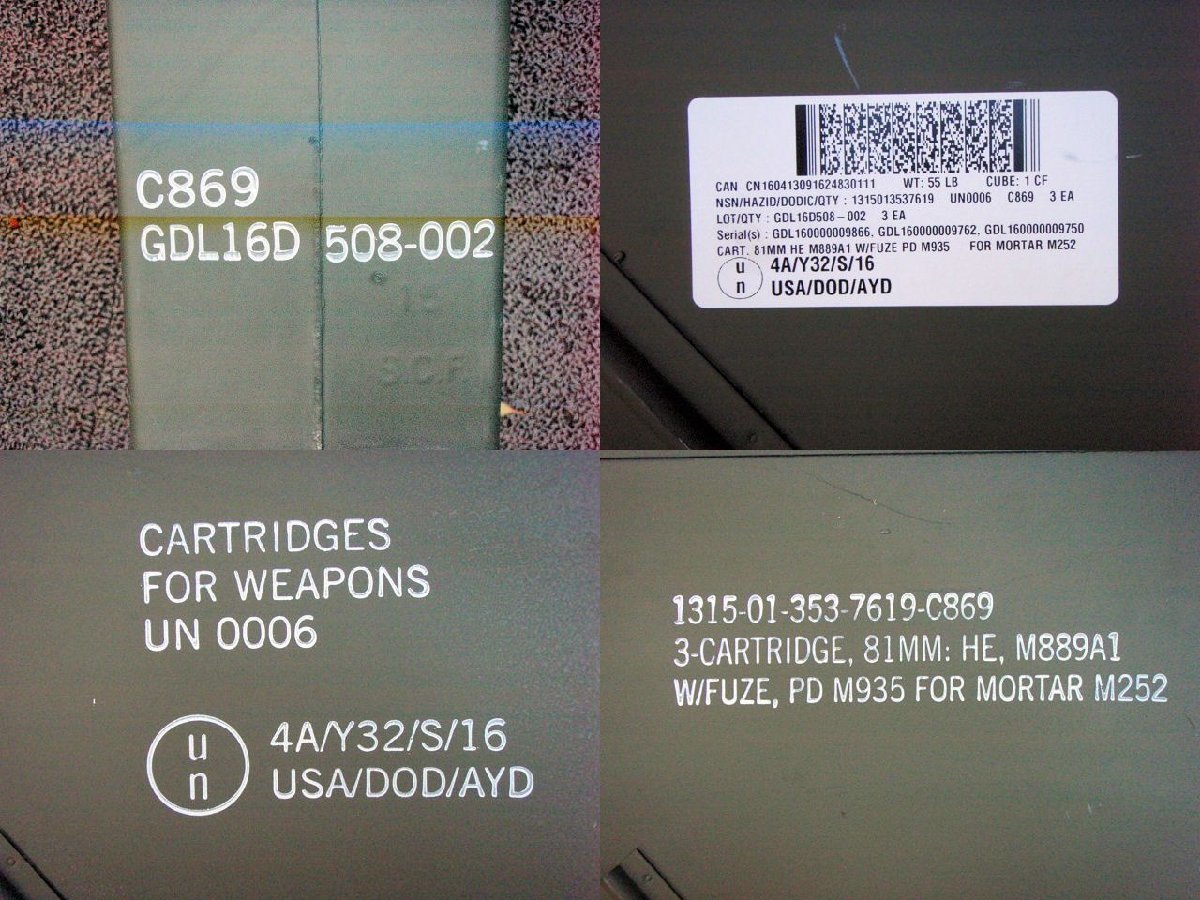 C869
GDL16D 508-002
15
S.C.F.
CAN CN160413091624830111 WT: 55 LB CUBE: 1 CF
NSN/HAZID/DODIC/QTY : 1315013537619 UN0006 C869 3 EA
LOT/QTY : GDL16D508-002 3 EA
Serial(s) : GDL160000009866, GDL160000009762, GDL160000009750
CART. 81MM HE M889A1 W/FUZE PD M935 FOR MORTAR M252
un 4A/Y32/S/16
USA/DOD/AYD
CARTRIDGES
FOR WEAPONS
UN 0006
un 4A/Y32/S/16
USA/DOD/AYD
1315-01-353-7619-C869
3-CARTRIDGE, 81MM: HE, M889A1
W/FUZE, PD M935 FOR MORTAR M252